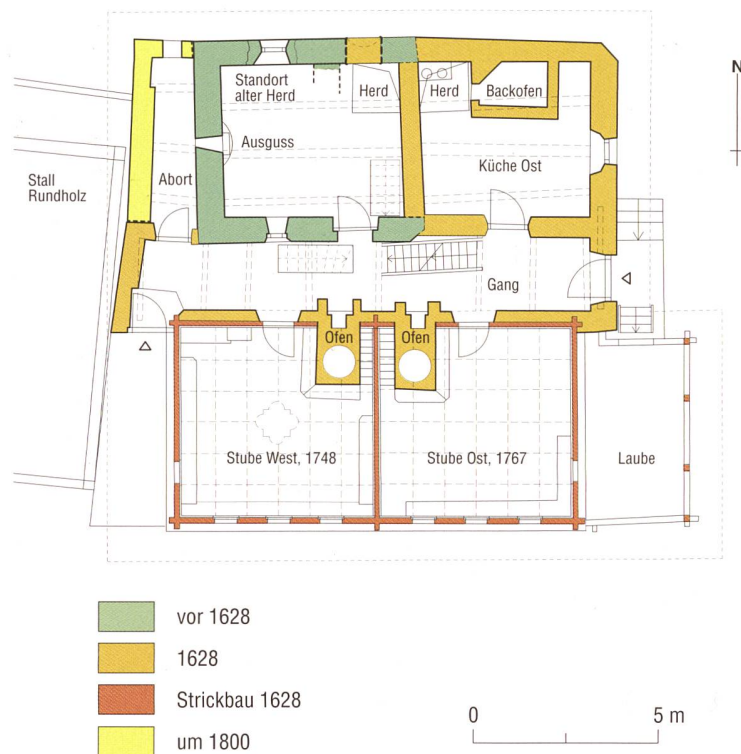 N
Standort
alter Herd
Herd
Herd
Backofen
Ausguss
Küche Ost
Abort
Stall
Rundholz
Gang
Ofen
Ofen
Stube West, 1748
Stube Ost, 1767
Laube
vor 1628
1628
Strickbau 1628
um 1800
0 5 m